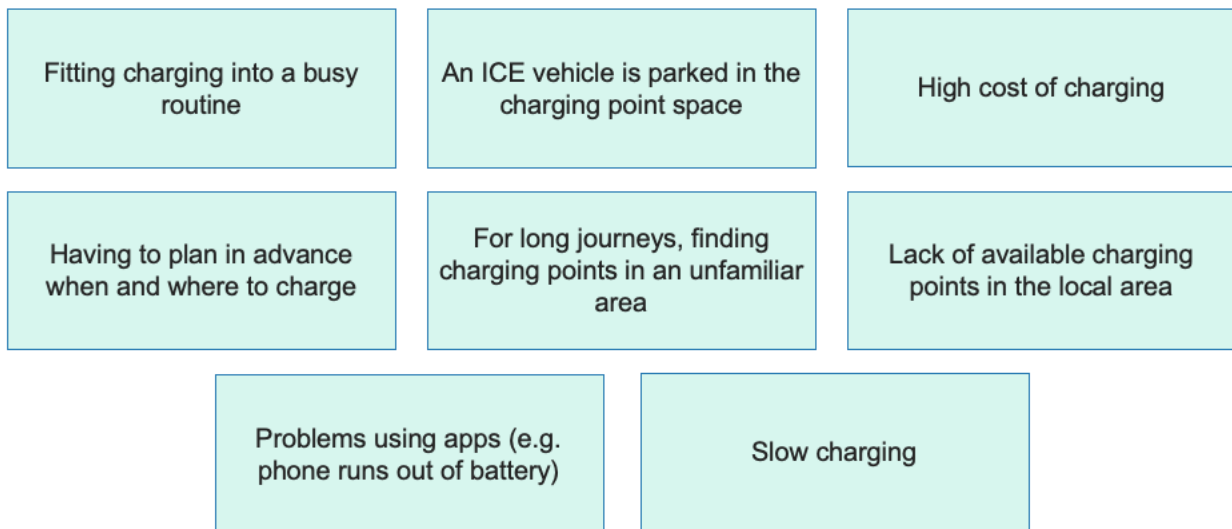 Fitting charging into a busy
routine
An ICE vehicle is parked in the
charging point space
High cost of charging
Having to plan in advance
when and where to charge
For long journeys, finding
charging points in an unfamiliar
area
Lack of available charging
points in the local area
Problems using apps (e.g.
phone runs out of battery)
Slow charging